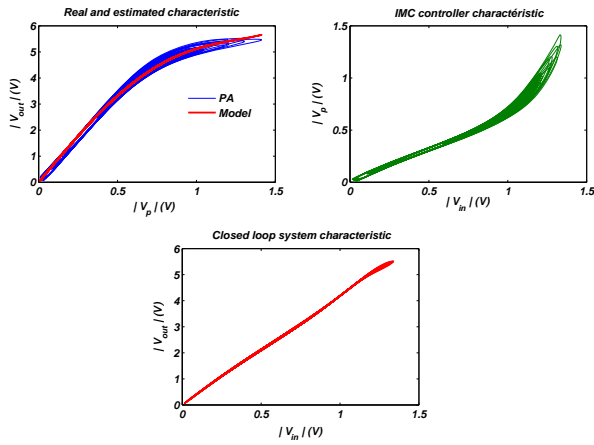 Real and estimated characteristic
6
5
4
3
2
1
0
0
0.5
1
1.5
| V_out | (V)
| V_p | (V)
PA
Model
IMC controller charactéristic
1.5
1
0.5
0
0
0.5
1
1.5
| V_p | (V)
| V_in | (V)
Closed loop system characteristic
6
5
4
3
2
1
0
0
0.5
1
1.5
| V_out | (V)
| V_in | (V)